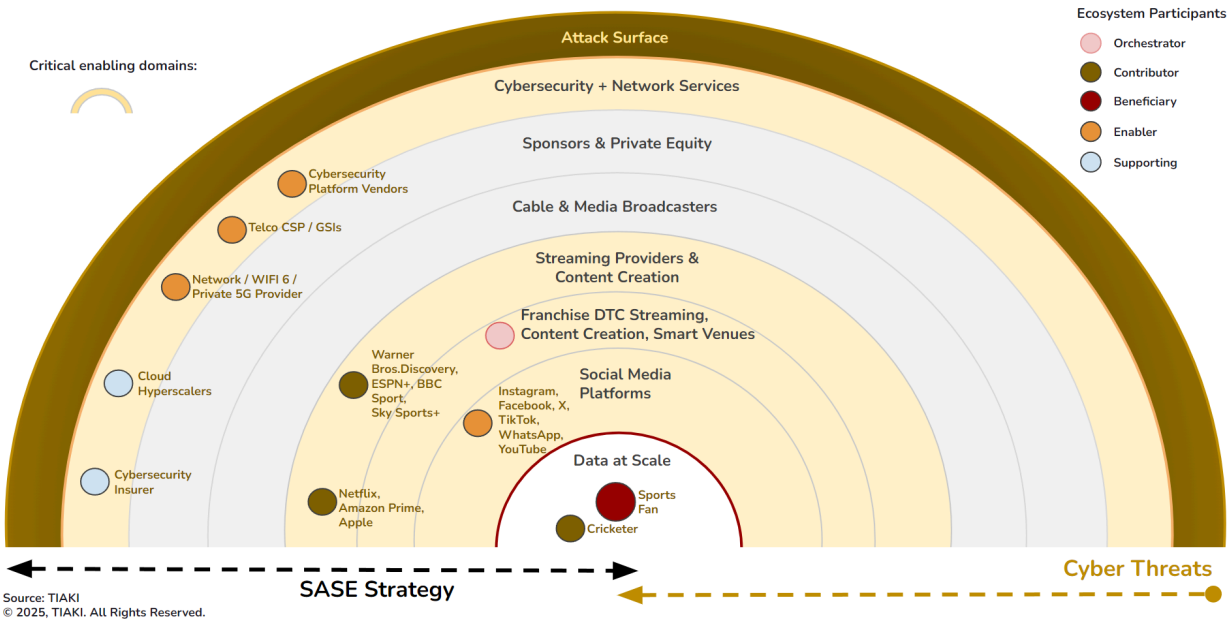 Ecosystem Participants
Orchestrator
Contributor
Beneficiary
Enabler
Supporting
Critical enabling domains:
Attack Surface
Cybersecurity + Network Services
Sponsors & Private Equity
Cable & Media Broadcasters
Streaming Providers &
Content Creation
Franchise DTC Streaming,
Content Creation, Smart Venues
Social Media
Platforms
Data at Scale
Cybersecurity
Platform Vendors
Telco CSP / GSIs
Network / WIFI 6 /
Private 5G Provider
Cloud
Hyperscalers
Cybersecurity
Insurer
Warner
Bros.Discovery,
ESPN+, BBC
Sport,
Sky Sports+
Netflix,
Amazon Prime,
Apple
Instagram,
Facebook, X,
TikTok,
WhatsApp,
YouTube
Sports
Fan
Cricketer
SASE Strategy
Cyber Threats
Source: TIAKI
© 2025, TIAKI. All Rights Reserved.